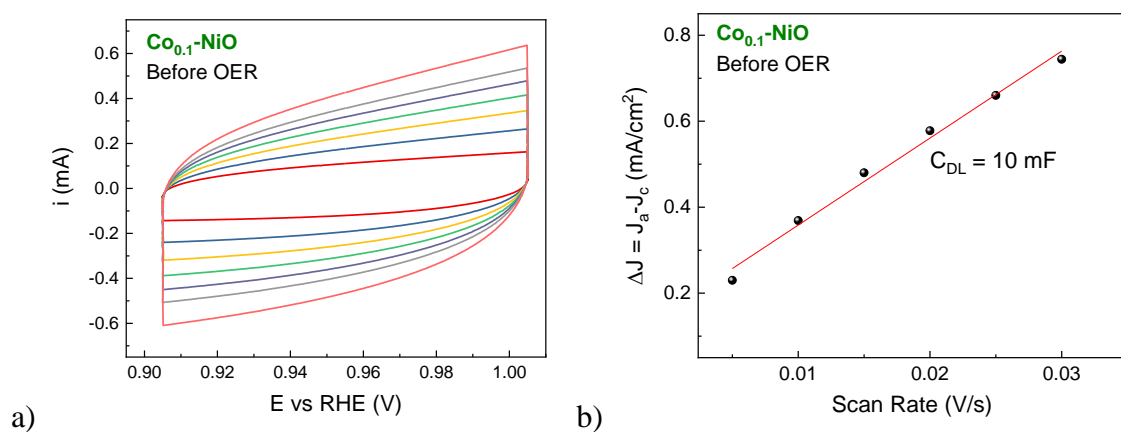 Co0.1-NiO
Before OER
i (mA)
0.6
0.4
0.2
0.0
-0.2
-0.4
-0.6
0.90 0.92 0.94 0.96 0.98 1.00
E vs RHE (V)
a)
Co0.1-NiO
Before OER
ΔJ = Ja-Jc (mA/cm2)
0.8
0.6
0.4
0.2
CDL = 10 mF
0.01 0.02 0.03
Scan Rate (V/s)
b)